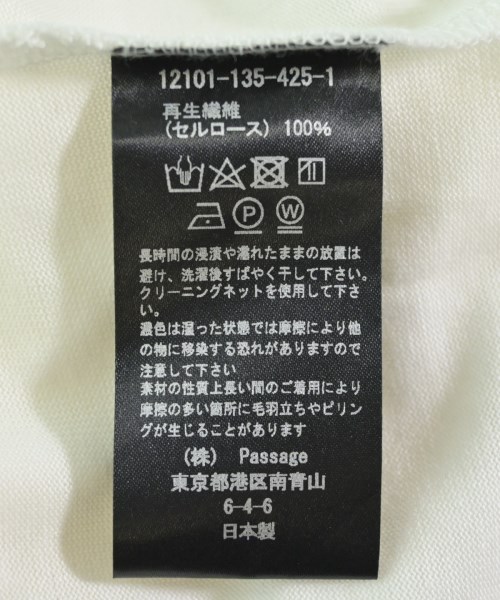 12101-135-425-1
再生繊維
(セルロース) 100%
P
W
長時間の浸漬や濡れたままの放置は
避け、洗濯後すばやく干して下さい。
クリーニングネットを使用して下さ
い。
濃色は湿った状態では摩擦により他
の物に移染する恐れがありますので
注意して下さい
素材の性質上長い間のご着用により
摩擦の多い箇所に毛羽立ちやピリン
グが生じることがあります
(株) Passage
東京都港区南青山
6-4-6
日本製